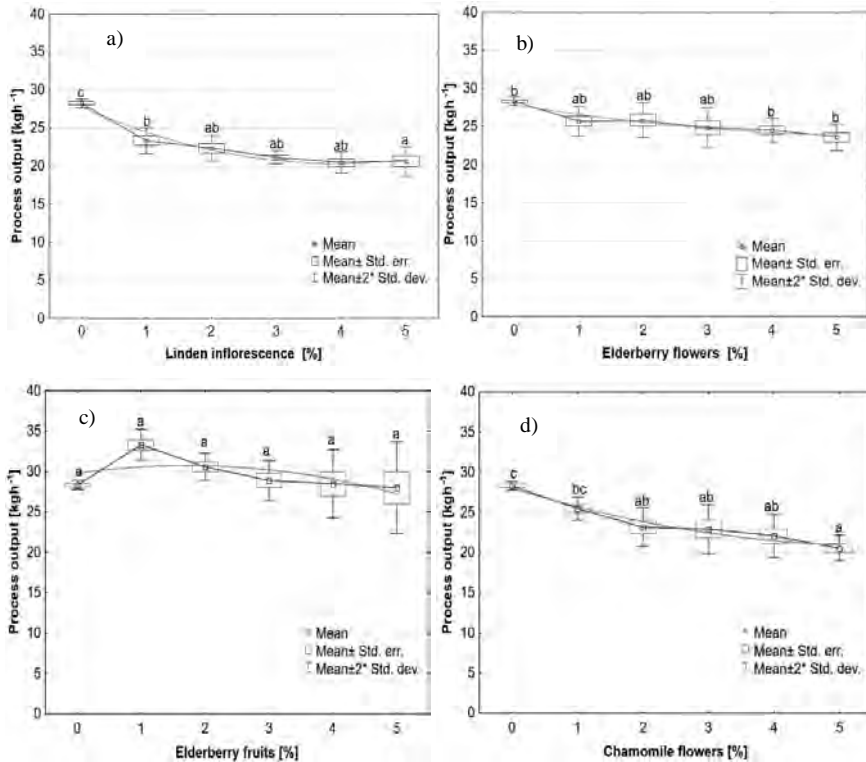 a)
Process output [kgh⁻¹]
40
35
30
25
20
15
10
5
0
c
b
ab
ab
ab
a
Mean
Mean± Std. err.
Mean±2* Std. dev.
0 1 2 3 4 5
Linden inflorescence [%]
b)
Process output [kgh⁻¹]
40
35
30
25
20
15
10
5
0
b
ab
ab
ab
b
b
Mean
Mean± Std. err.
Mean±2* Std. dev.
0 1 2 3 4 5
Elderberry flowers [%]
c)
Process output [kgh⁻¹]
40
35
30
25
20
15
10
5
0
a
a
a
a
a
a
Mean
Mean± Std. err.
Mean±2* Std. dev.
0 1 2 3 4 5
Elderberry fruits [%]
d)
Process output [kgh⁻¹]
40
35
30
25
20
15
10
5
0
c
bc
ab
ab
ab
a
Mean
Mean± Std. err.
Mean±2* Std. dev.
0 1 2 3 4 5
Chamomile flowers [%]